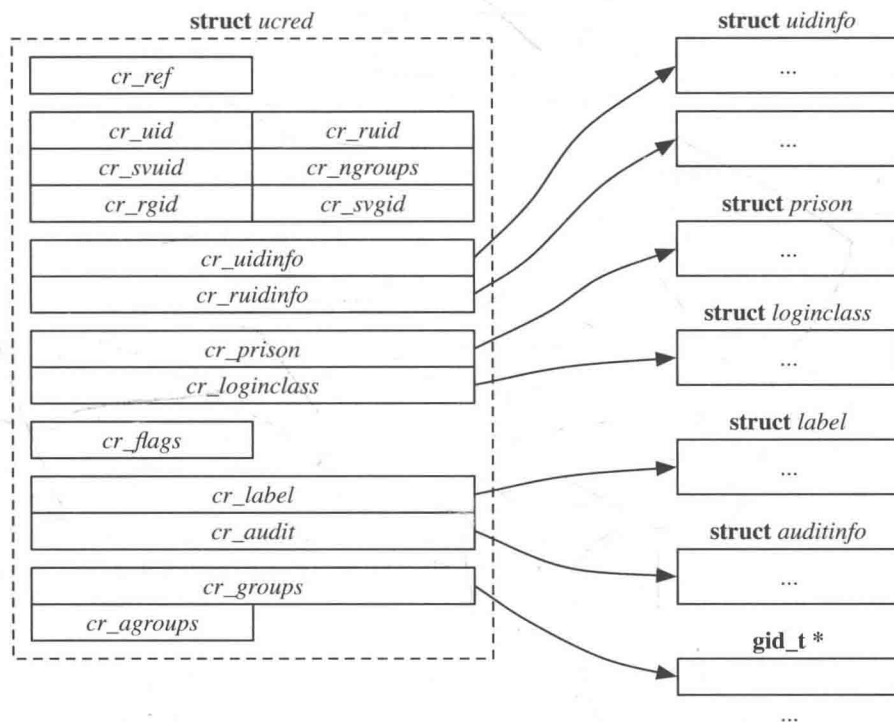 struct ucred
cr_ref
cr_uid
cr_ruid
cr_svuid
cr_ngroups
cr_rgid
cr_svgid
cr_uidinfo
cr_ruidinfo
cr_prison
cr_loginclass
cr_flags
cr_label
cr_audit
cr_groups
cr_agroups
struct uidinfo
...
...
struct prison
...
struct loginclass
...
struct label
...
struct auditinfo
...
gid_t *
...